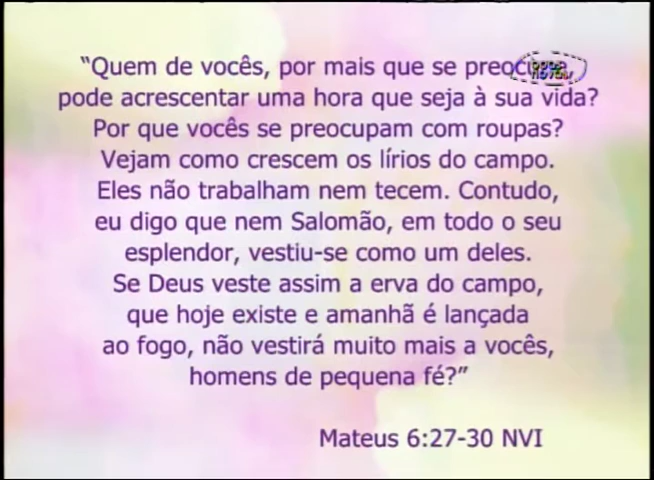 “Quem de vocês, por mais que se preocupa,
pode acrescentar uma hora que seja à sua vida?
Por que vocês se preocupam com roupas?
Vejam como crescem os lírios do campo.
Eles não trabalham nem tecem. Contudo,
eu digo que nem Salomão, em todo o seu
esplendor, vestiu-se como um deles.
Se Deus veste assim a erva do campo,
que hoje existe e amanhã é lançada
ao fogo, não vestirá muito mais a vocês,
homens de pequena fé?”
Mateus 6:27-30 NVI